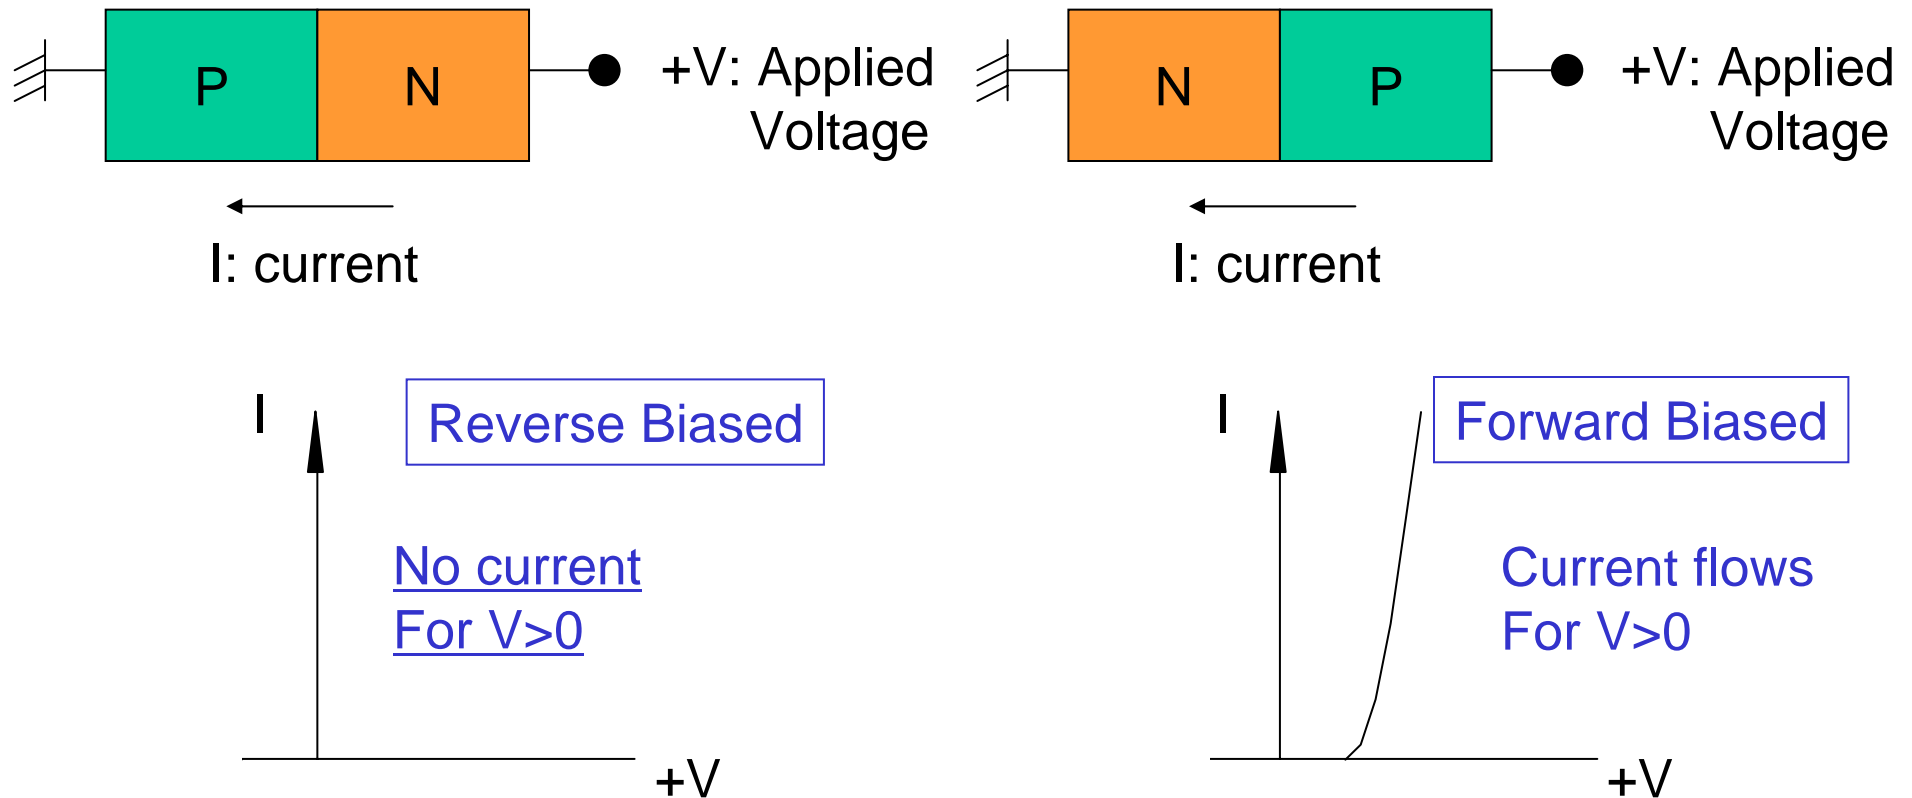 P N
+V: Applied
Voltage
I: current
N P
+V: Applied
Voltage
I: current
I
Reverse Biased
No current
For V>0
+V
I
Forward Biased
Current flows
For V>0
+V